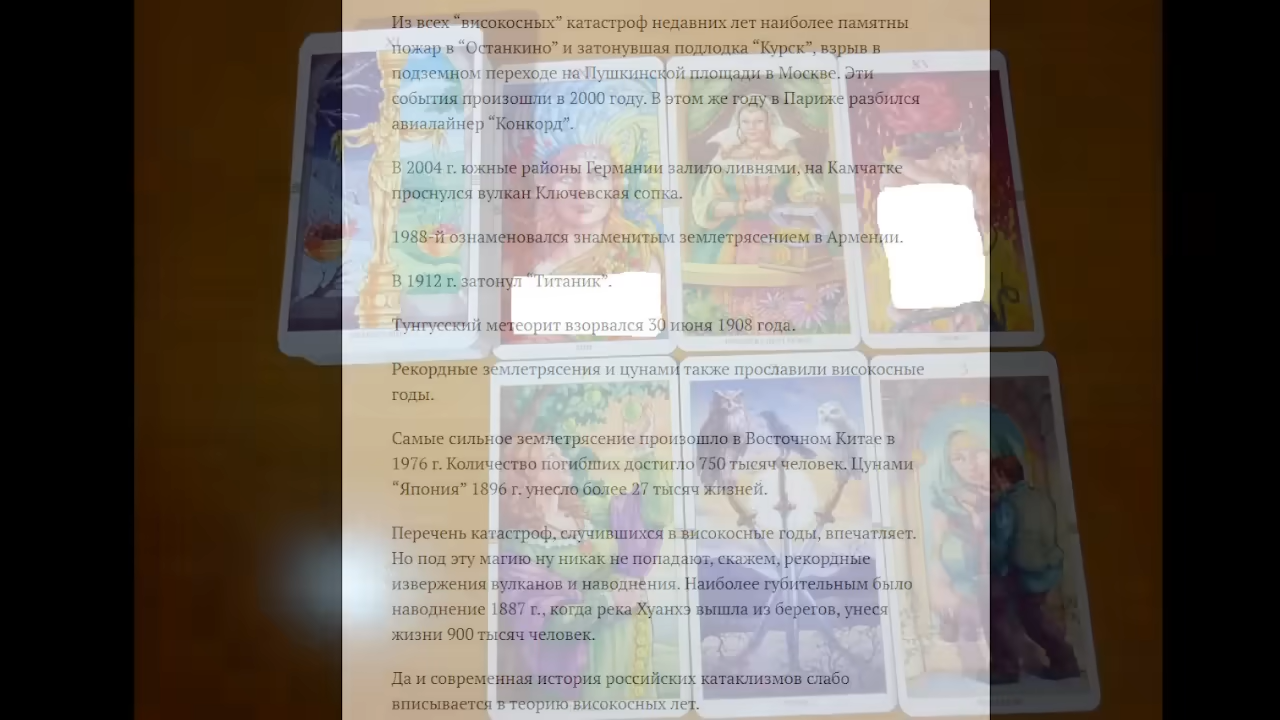 Из всех “високосных” катастроф недавних лет наиболее памятны
пожар в “Останкино” и затонувшая подлодка “Курск”, взрыв в
подземном переходе на Пушкинской площади в Москве. Эти
события произошли в 2000 году. В этом же году в Париже разбился
авиалайнер “Конкорд”.
В 2004 г. южные районы Германии залило ливнями, на Камчатке
проснулся вулкан Ключевская сопка.
1988-й ознаменовался знаменитым землетрясением в Армении.
В 1912 г. затонул “Титаник”.
Тунгусский метеорит взорвался 30 июня 1908 года.
Рекордные землетрясения и цунами также прославили високосные
годы.
Самые сильное землетрясение произошло в Восточном Китае в
1976 г. Количество погибших достигло 750 тысяч человек. Цунами
“Япония” 1896 г. унесло более 27 тысяч жизней.
Перечень катастроф, случившихся в високосные годы, впечатляет.
Но под эту магию ну никак не попадают, скажем, рекордные
извержения вулканов и наводнения. Наиболее губительным было
наводнение 1887 г., когда река Хуанхэ вышла из берегов, унеся
жизни 900 тысяч человек.
Да и современная история российских катаклизмов слабо
вписывается в теорию високосных лет.
XI
XV